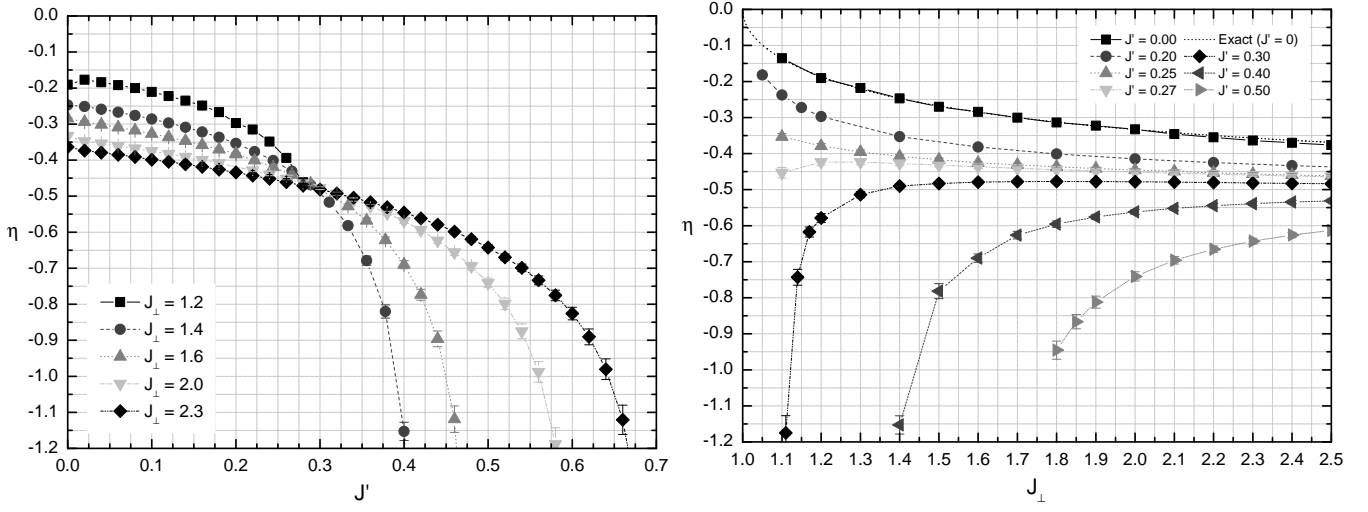 0.0
-0.1
-0.2
-0.3
-0.4
-0.5
-0.6
-0.7
-0.8
-0.9
-1.0
-1.1
-1.2
η
J⊥ = 1.2
J⊥ = 1.4
J⊥ = 1.6
J⊥ = 2.0
J⊥ = 2.3
0.0 0.1 0.2 0.3 0.4 0.5 0.6 0.7
J'
0.0
-0.1
-0.2
-0.3
-0.4
-0.5
-0.6
-0.7
-0.8
-0.9
-1.0
-1.1
-1.2
η
J' = 0.00 Exact (J' = 0)
J' = 0.20 J' = 0.30
J' = 0.25 J' = 0.40
J' = 0.27 J' = 0.50
1.0 1.1 1.2 1.3 1.4 1.5 1.6 1.7 1.8 1.9 2.0 2.1 2.2 2.3 2.4 2.5
J⊥